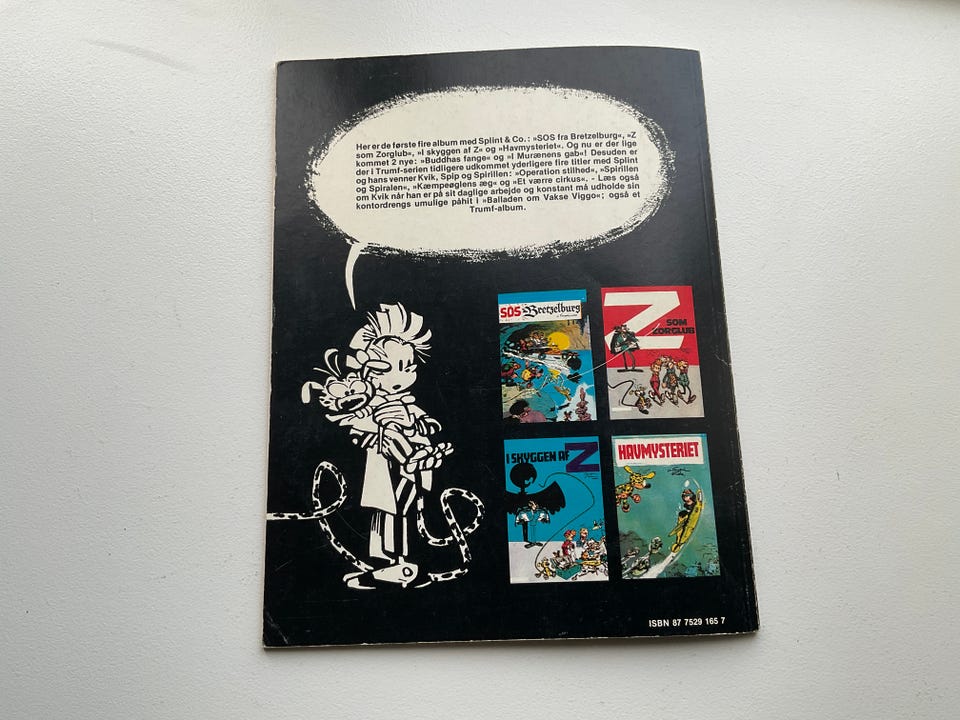 Her er de første fire album med Splint & Co.: »SOS fra Bretzelburg«, »Z
som Zorglub«, »I skyggen af Z« og »Havmysteriet«. Og nu er der lige
kommet 2 nye: »Buddhas fange« og »I Murænens gab«! Desuden er
der i Trumf-serien tidligere udkommet yderligere fire titler med Splint
og hans venner Kvik, Spip og Spirillen: »Operation stilhed«, »Spirillen
og Spiralen«, »Kæmpeøglens æg« og »Et værre cirkus«. - Læs også
om Kvik når han er på sit daglige arbejde og konstant må udholde sin
kontordrengs umulige påhit i »Balladen om Vakse Viggo«; også et
Trumf-album.
SOS Bretzelburg
Z
SOM
ZORGLUB
I SKYGGEN AF
Z
HAVMYSTERIET
ISBN 87 7529 165 7